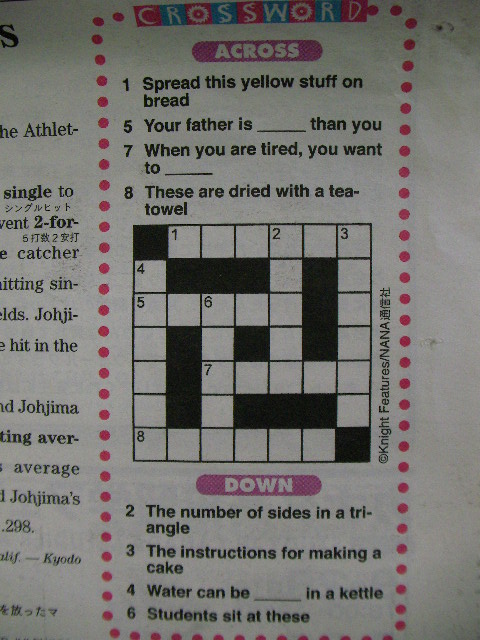 s
he Athlet-
single to
シングルヒット
vent 2-for-
5打数2安打
e catcher
hitting sin-
elds. Johji-
e hit in the
nd Johjima
ting aver-
s average
d Johjima's
.298.
alif. — Kyodo
を放ったマ
CROSSWORD
ACROSS
1 Spread this yellow stuff on
bread
5 Your father is _____ than you
7 When you are tired, you want
to _____
8 These are dried with a tea-
towel
1 2 3
4
5 6
7
8
©Knight Features/NANA通信社
DOWN
2 The number of sides in a tri-
angle
3 The instructions for making a
cake
4 Water can be _____ in a kettle
6 Students sit at these